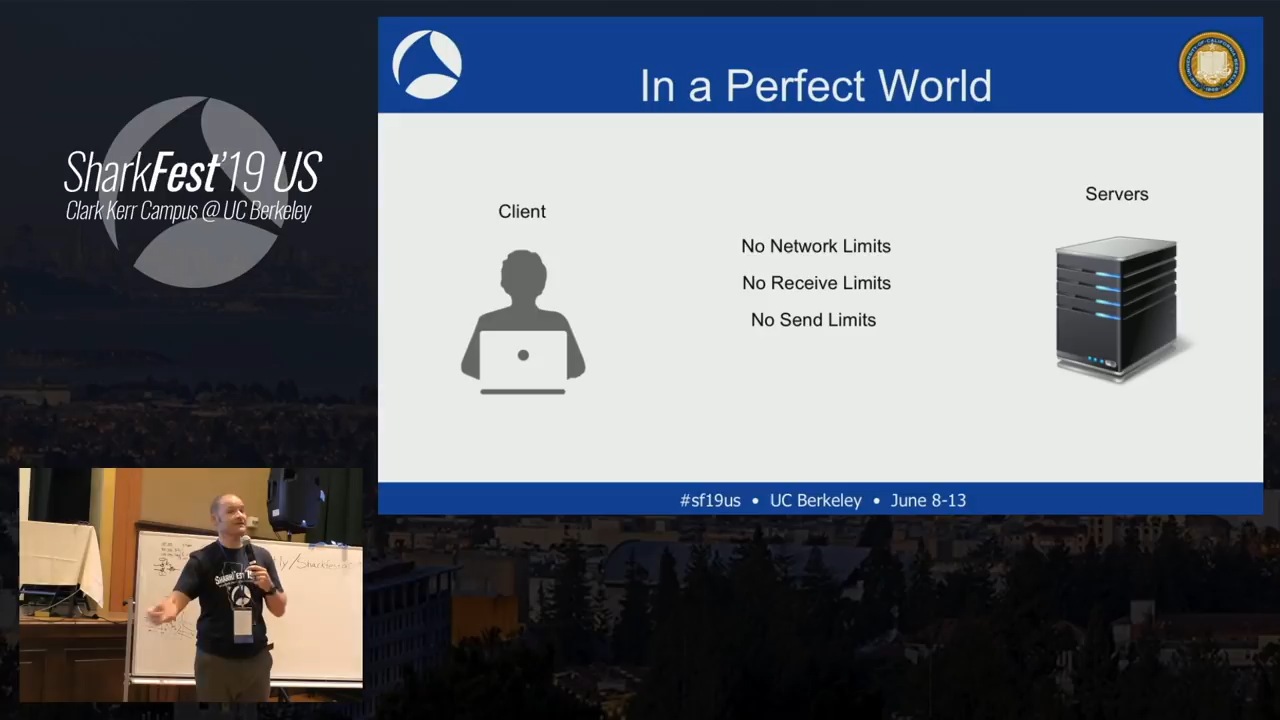 SharkFest'19 US
Clark Kerr Campus @ UC Berkeley
In a Perfect World
Client
Servers
No Network Limits
No Receive Limits
No Send Limits
#sf19us • UC Berkeley • June 8-13